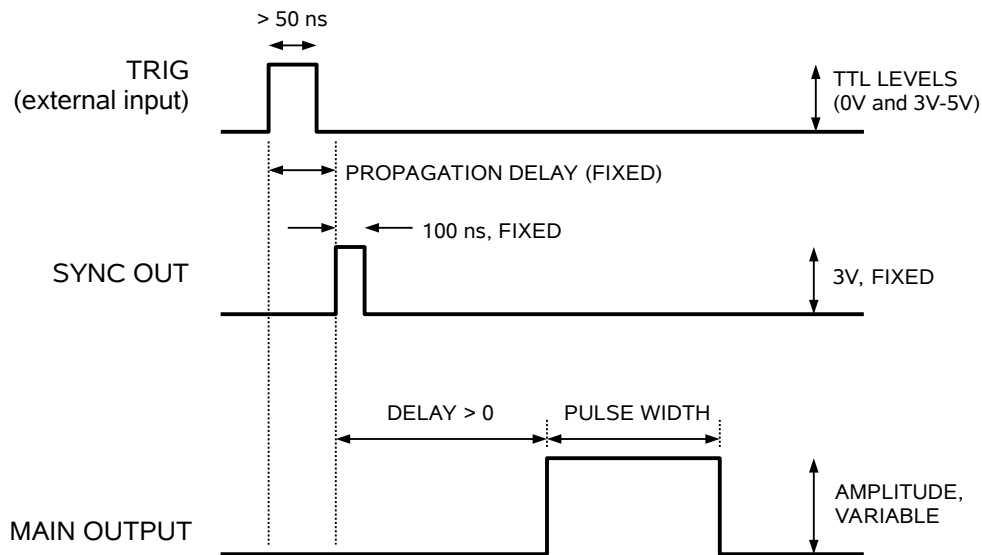 > 50 ns
TRIG
(external input)
TTL LEVELS
(0V and 3V-5V)
PROPAGATION DELAY (FIXED)
100 ns, FIXED
SYNC OUT
3V, FIXED
DELAY > 0
PULSE WIDTH
AMPLITUDE,
VARIABLE
MAIN OUTPUT